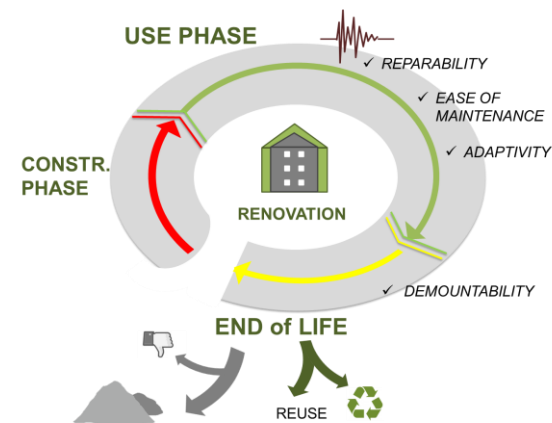 USE PHASE
✓ REPARABILITY
✓ EASE OF
MAINTENANCE
✓ ADAPTIVITY
CONSTR.
PHASE
RENOVATION
✓ DEMOUNTABILITY
END of LIFE
REUSE